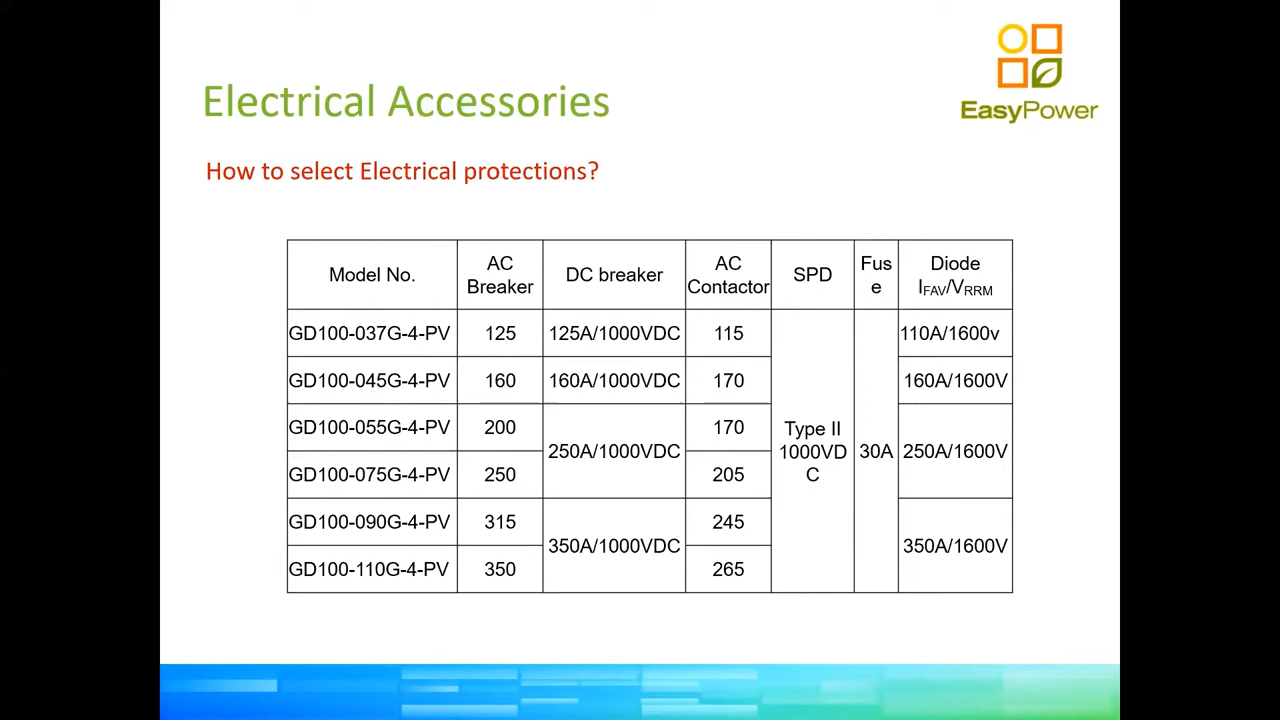 EasyPower
Electrical Accessories
How to select Electrical protections?
Model No.
AC
Breaker
DC breaker
AC
Contactor
SPD
Fus
e
Diode
IFAV/VRRM
GD100-037G-4-PV
125
125A/1000VDC
115
110A/1600v
GD100-045G-4-PV
160
160A/1000VDC
170
160A/1600V
GD100-055G-4-PV
200
250A/1000VDC
170
Type II
1000VD
C
30A
250A/1600V
GD100-075G-4-PV
250
205
GD100-090G-4-PV
315
350A/1000VDC
245
350A/1600V
GD100-110G-4-PV
350
265